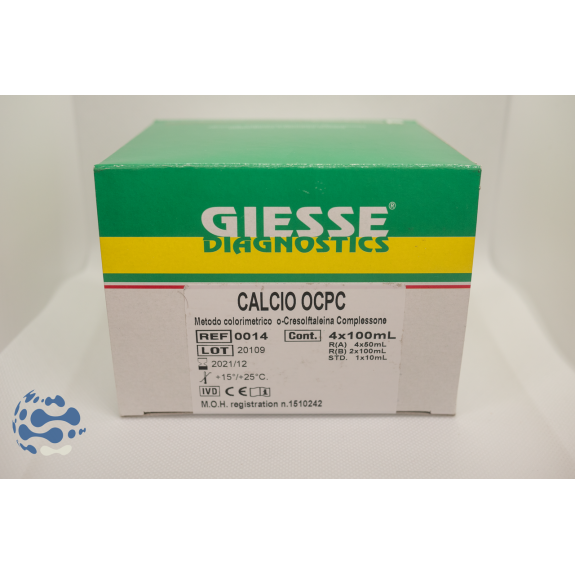 GIESSE®
DIAGNOSTICS
CALCIO OCPC
Metodo colorimetrico o-Cresolftaleina Complessone
REF 0014 Cont. 4x100mL
LOT 20109 R(A) 4x50mL
R(B) 2x100mL
2021/12 STD. 1x10mL
+15°/+25°C.
IVD CE
M.O.H. registration n.1510242